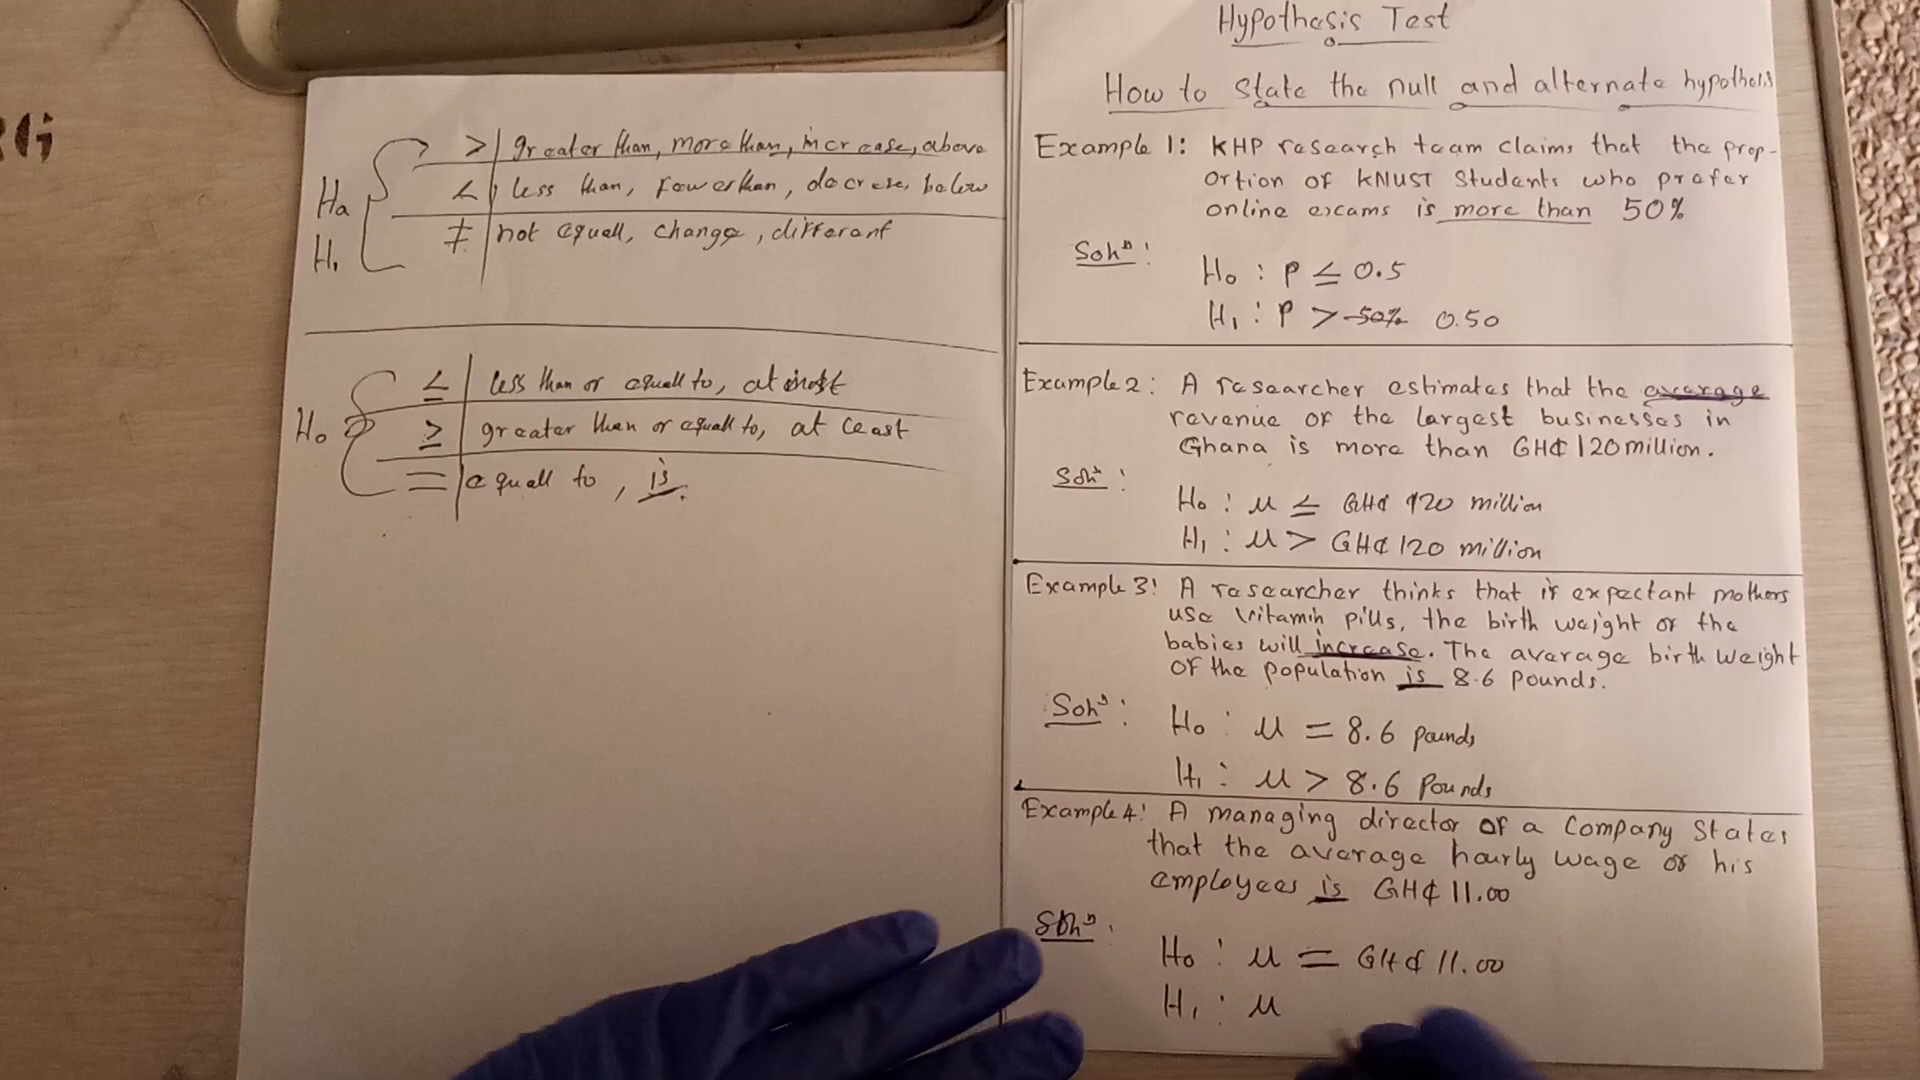 RG
> greater than, more than, increase, above
Ha < less than, fewer than, decrese, below
H₁ ≠ not equall, change, different
≤ less than or equall to, at most
H₀ ≥ greater than or equall to, at least
= equall to, is.
Hypothesis Test
How to state the null and alternate hypothesis
Example 1: KHP research team claims that the prop-
ortion of KNUST Students who prefer
online exams is more than 50%
Soln:
H₀ : p ≤ 0.5
H₁ : p > 50% 0.50
Example 2: A researcher estimates that the average
revenue of the largest businesses in
Ghana is more than GH₵ 120 million.
Soln:
H₀ : μ ≤ GH₵ 120 million
H₁ : μ > GH₵ 120 million
Example 3: A researcher thinks that if expectant mothers
use vitamin pills, the birth weight of the
babies will increase. The average birth weight
of the population is 8.6 pounds.
Soln:
H₀ : μ = 8.6 pounds
H₁ : μ > 8.6 pounds
Example 4: A managing director of a company states
that the average hourly wage of his
employees is GH₵ 11.00
Soln:
H₀ : μ = GH₵ 11.00
H₁ : μ